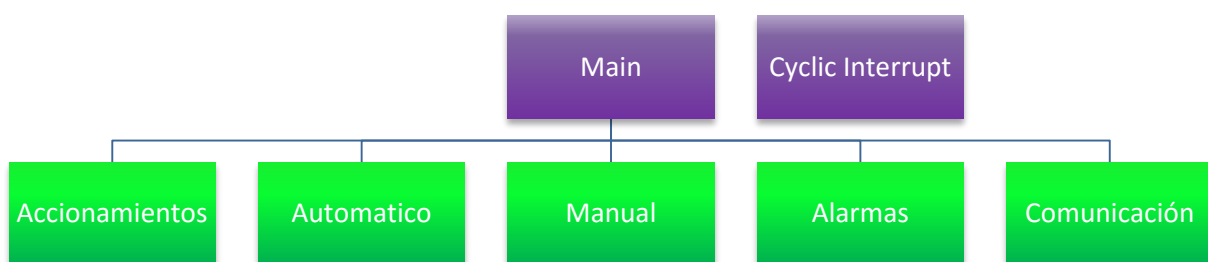 Main
Cyclic Interrupt
Accionamientos
Automatico
Manual
Alarmas
Comunicación